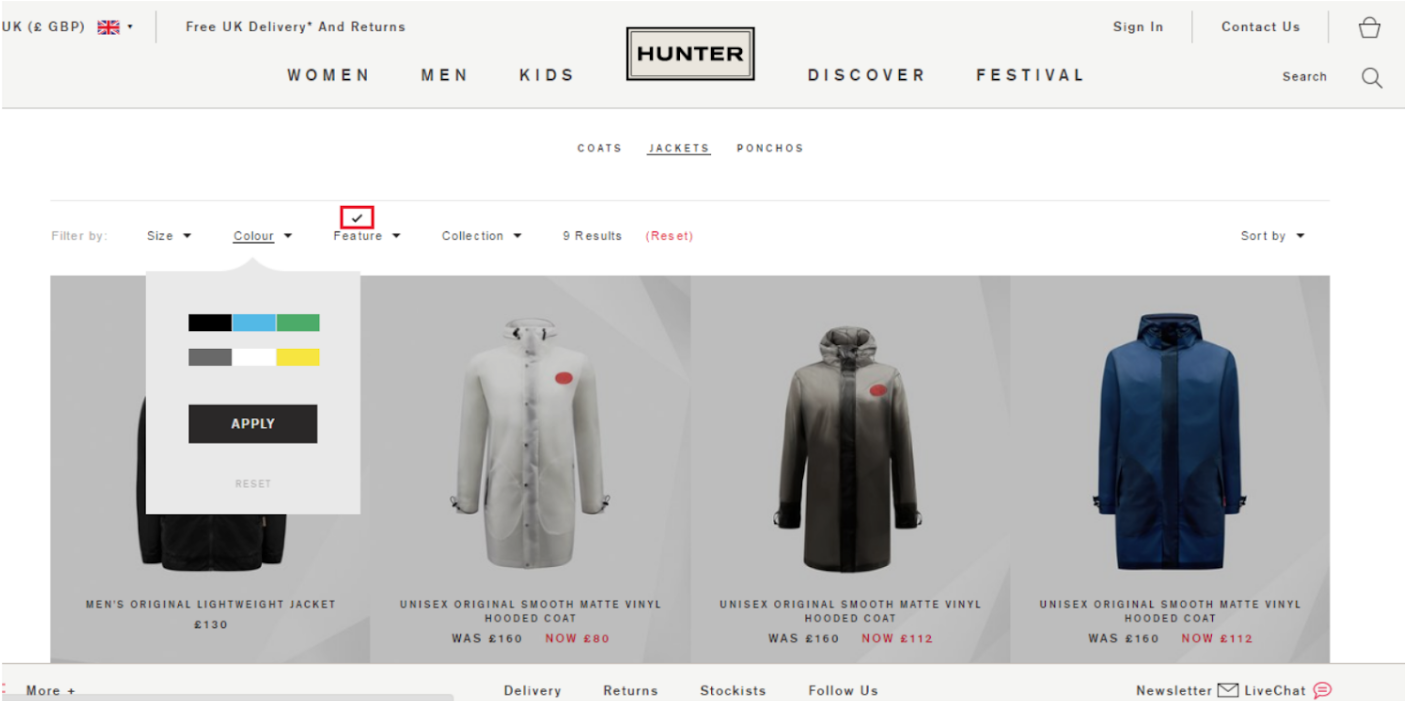 UK (£ GBP)
Free UK Delivery* And Returns
Sign In
Contact Us
HUNTER
WOMEN MEN KIDS
DISCOVER FESTIVAL
Search
COATS JACKETS PONCHOS
Filter by: Size Colour Feature Collection 9 Results (Reset) Sort by
APPLY
RESET
MEN'S ORIGINAL LIGHTWEIGHT JACKET
£130
UNISEX ORIGINAL SMOOTH MATTE VINYL
HOODED COAT
WAS £160 NOW £80
UNISEX ORIGINAL SMOOTH MATTE VINYL
HOODED COAT
WAS £160 NOW £112
UNISEX ORIGINAL SMOOTH MATTE VINYL
HOODED COAT
WAS £160 NOW £112
More + Delivery Returns Stockists Follow Us Newsletter LiveChat